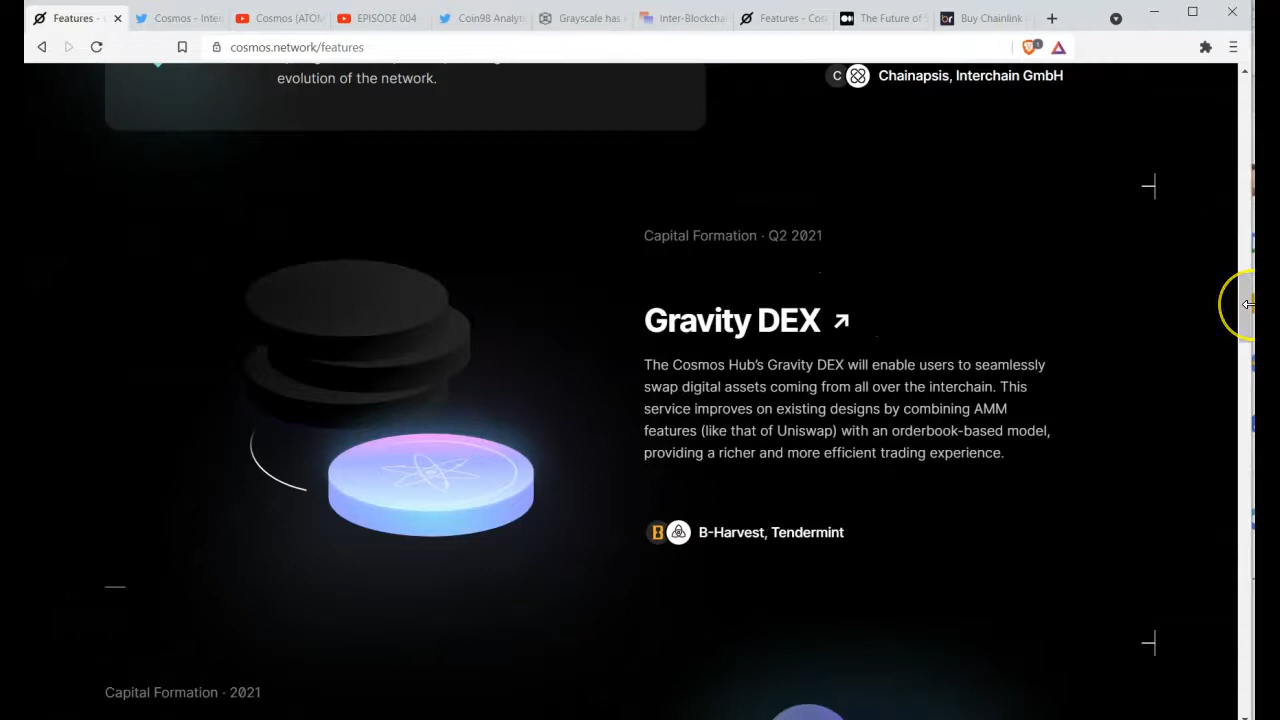 Features -
Cosmos - Inter
Cosmos (ATOM
EPISODE 004
Coin98 Analyt
Grayscale has
Inter-Blockcha
Features - Cos
The Future of
Buy Chainlink
cosmos.network/features
1
evolution of the network.
C Chainapsis, Interchain GmbH
Capital Formation · Q2 2021
Gravity DEX ↗
The Cosmos Hub's Gravity DEX will enable users to seamlessly
swap digital assets coming from all over the interchain. This
service improves on existing designs by combining AMM
features (like that of Uniswap) with an orderbook-based model,
providing a richer and more efficient trading experience.
B B-Harvest, Tendermint
Capital Formation · 2021